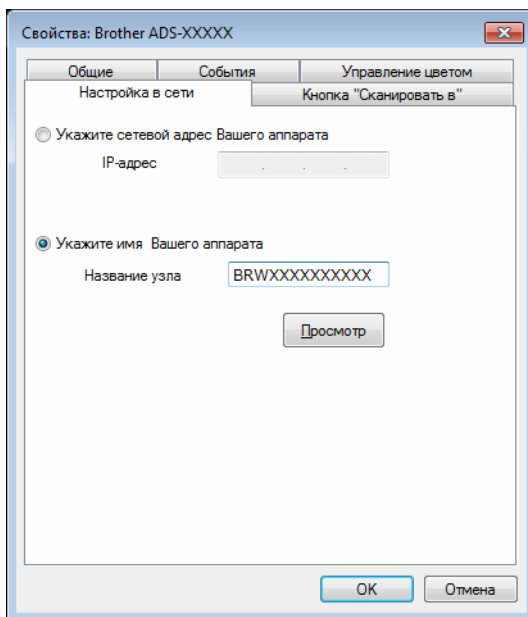 Свойства: Brother ADS-XXXXX
Общие События Управление цветом
Настройка в сети Кнопка "Сканировать в"
Укажите сетевой адрес Вашего аппарата
IP-адрес . . .
Укажите имя Вашего аппарата
Название узла BRWXXXXXXXXXX
Просмотр
OK Отмена